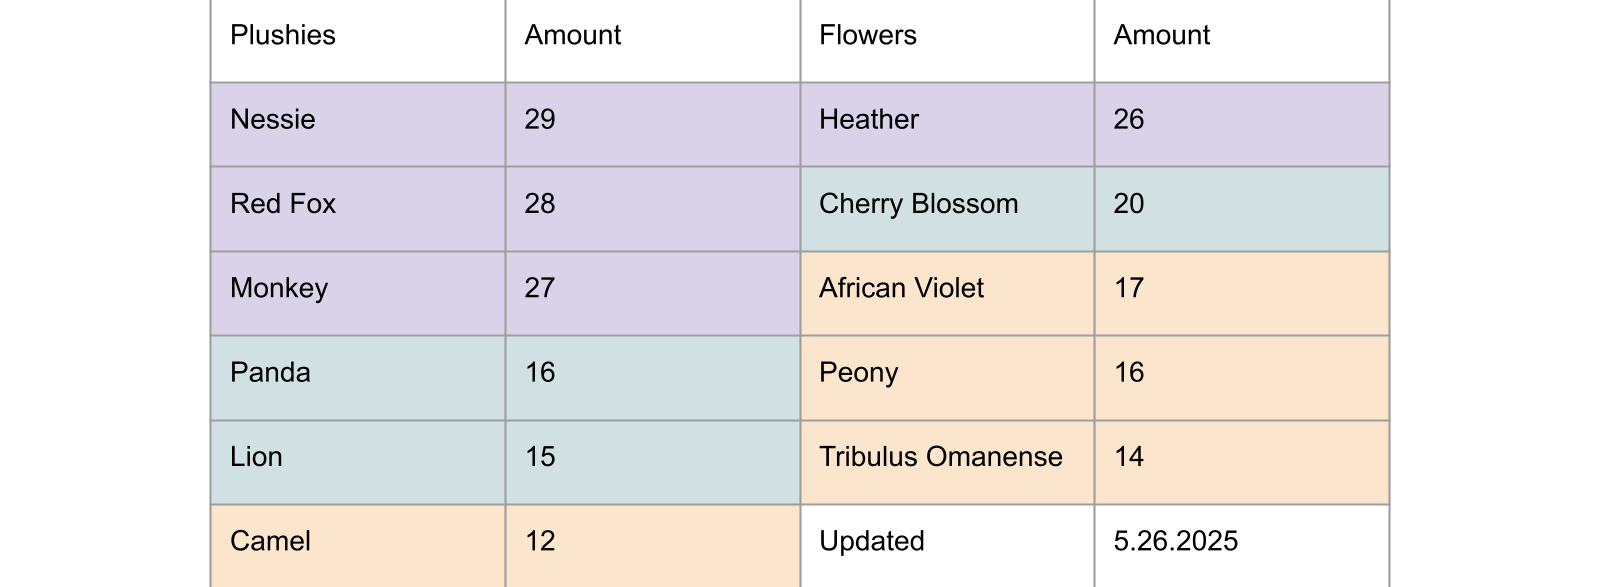 Plushies Amount Flowers Amount
Nessie 29 Heather 26
Red Fox 28 Cherry Blossom 20
Monkey 27 African Violet 17
Panda 16 Peony 16
Lion 15 Tribulus Omanense 14
Camel 12 Updated 5.26.2025